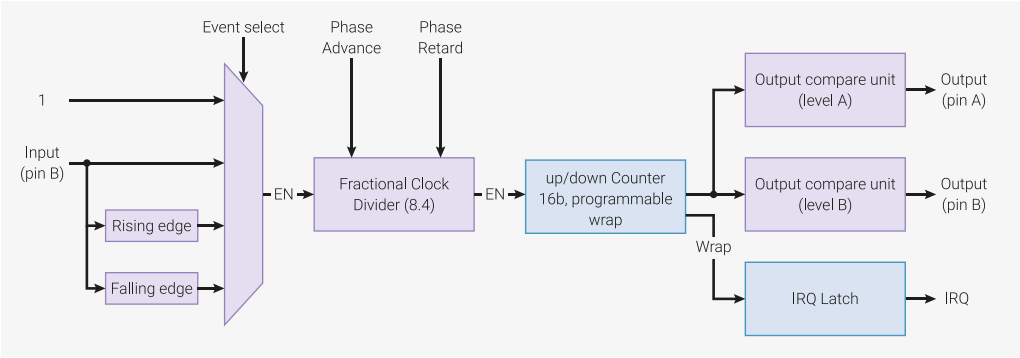 Event select
Phase
Advance
Phase
Retard
1
Input
(pin B)
Rising edge
Falling edge
EN
Fractional Clock
Divider (8.4)
EN
up/down Counter
16b, programmable
wrap
Wrap
Output compare unit
(level A)
Output
(pin A)
Output compare unit
(level B)
Output
(pin B)
IRQ Latch
IRQ